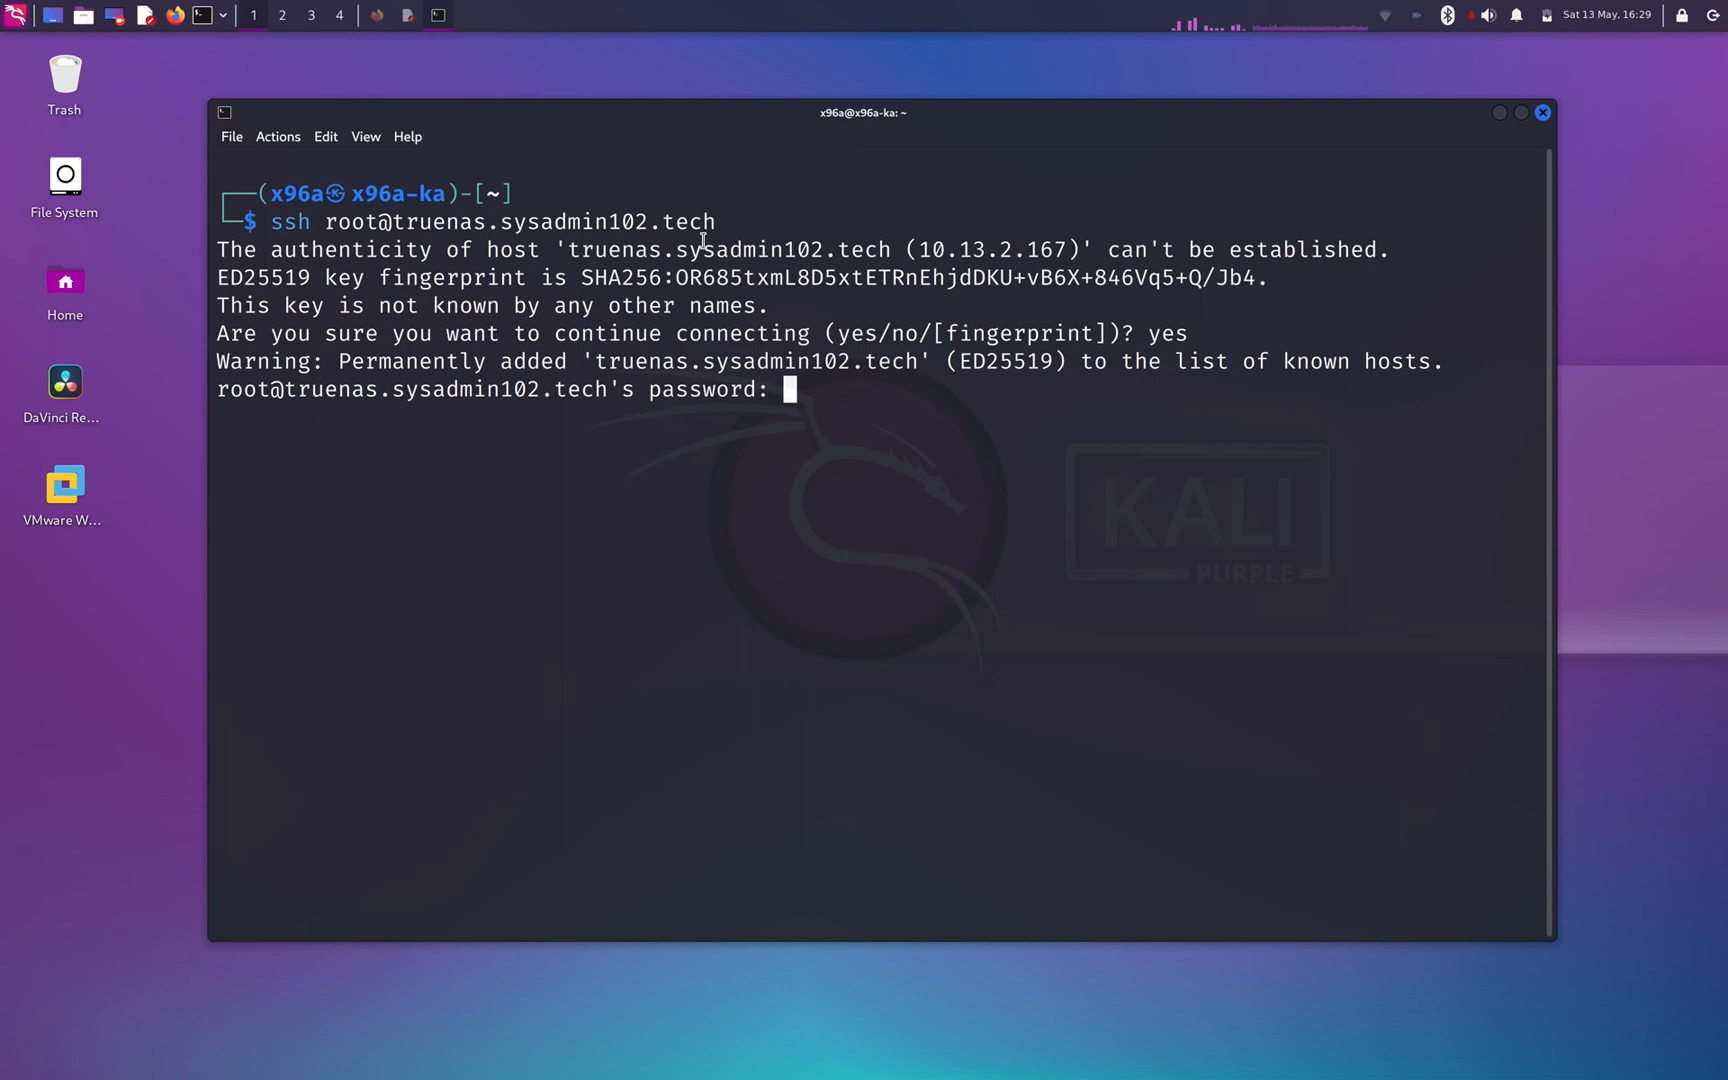 1 2 3 4
Sat 13 May, 16:29
Trash
File System
Home
DaVinci Re...
VMware W...
x96a@x96a-ka: ~
File Actions Edit View Help
┌──(x96a㉿x96a-ka)-[~]
└─$ ssh root@truenas.sysadmin102.tech
The authenticity of host 'truenas.sysadmin102.tech (10.13.2.167)' can't be established.
ED25519 key fingerprint is SHA256:OR685txmL8D5xtETRnEhjdDKU+vB6X+846Vq5+Q/Jb4.
This key is not known by any other names.
Are you sure you want to continue connecting (yes/no/[fingerprint])? yes
Warning: Permanently added 'truenas.sysadmin102.tech' (ED25519) to the list of known hosts.
root@truenas.sysadmin102.tech's password:
KALI
PURPLE